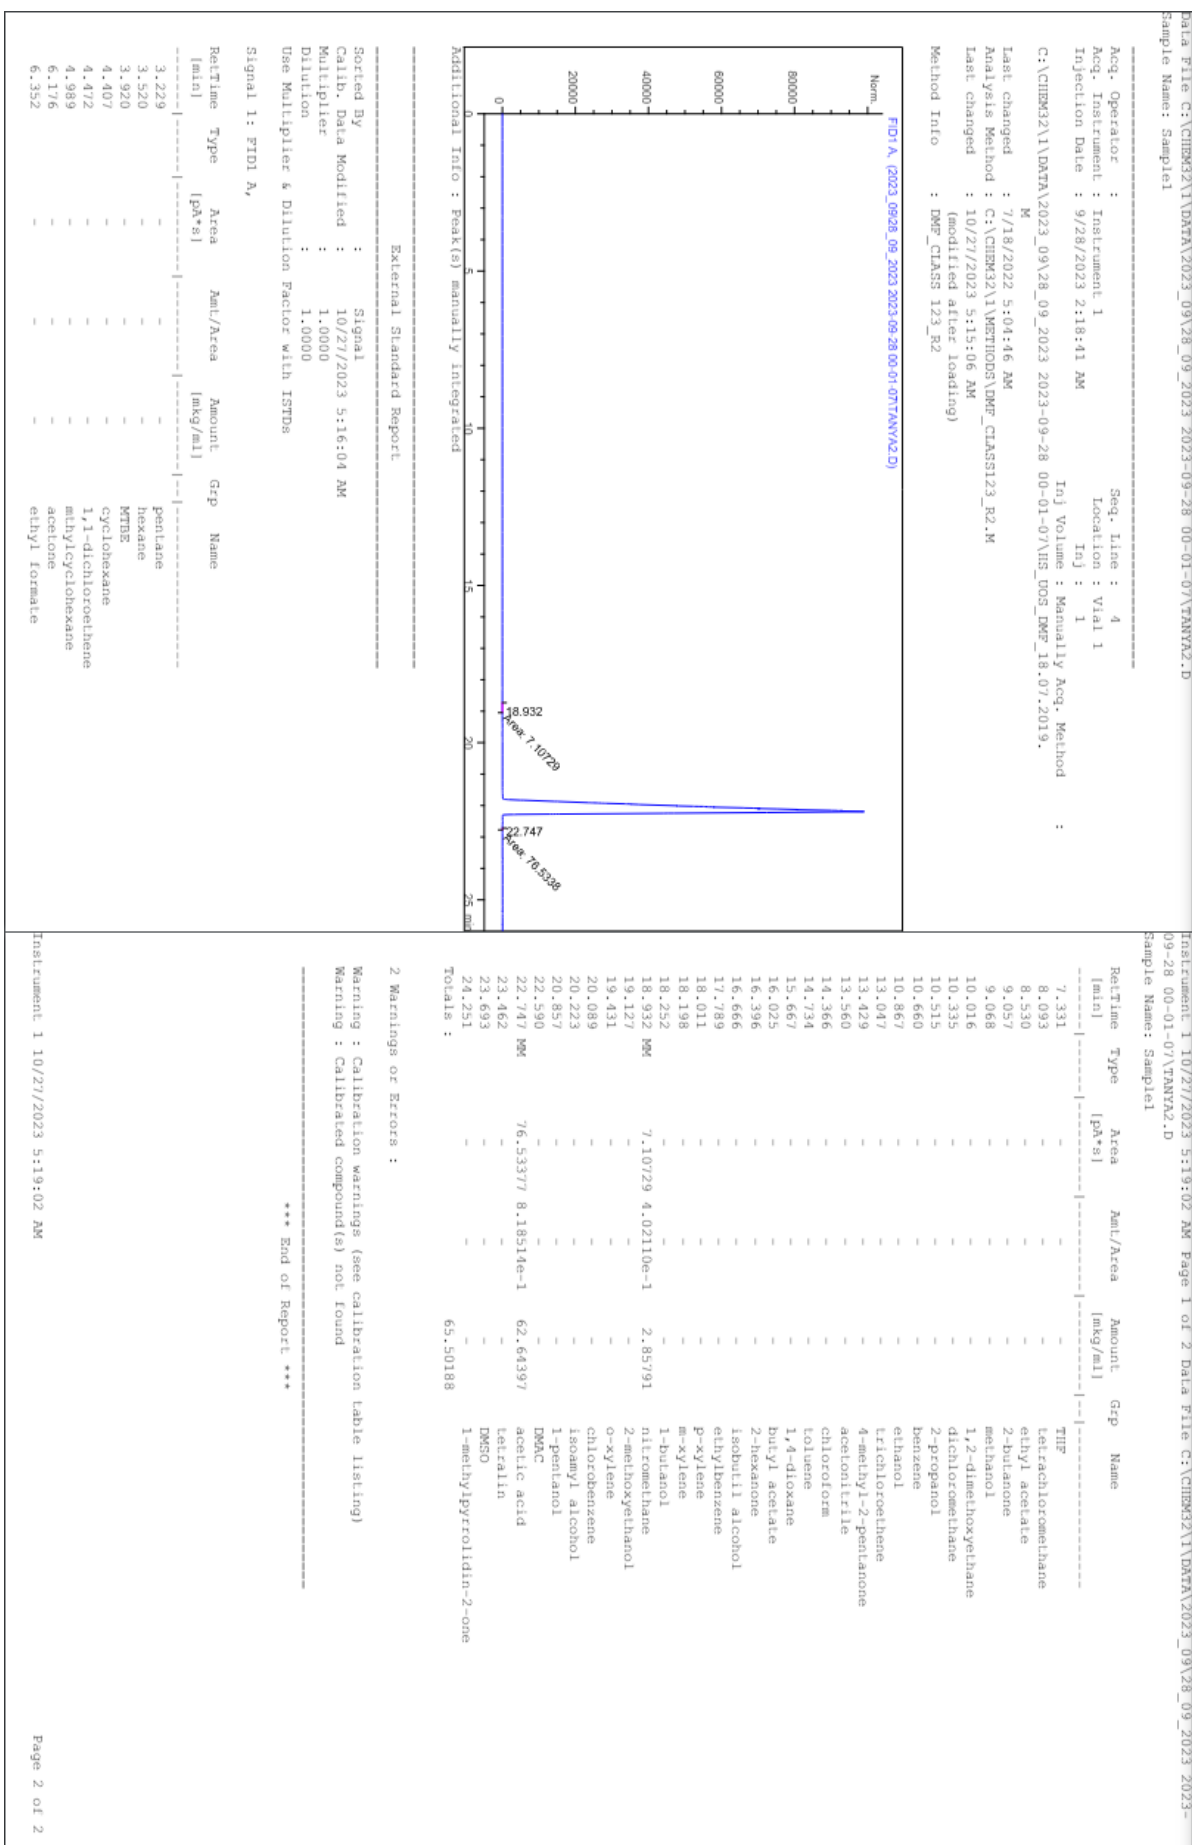 Data File C:\CHEM32\1\DATA\2023_09\28_09_2023 2023-09-28 00-01-07\TANYA2.D
Sample Name: Sample1
Acq. Operator : Seq. Line : 4
Acq. Instrument : Instrument 1 Location : Vial 1
Injection Date : 9/28/2023 2:18:41 AM Inj : 1
Inj Volume : Manually Acq. Method :
C:\CHEM32\1\DATA\2023_09\28_09_2023 2023-09-28 00-01-07\HS_UOS_DMF_18.07.2019.
M
Last changed : 7/18/2022 5:04:46 AM
Analysis Method : C:\CHEM32\1\METHODS\DMF_CLASS123_R2.M
Last changed : 10/27/2023 5:15:06 AM
(modified after loading)
Method Info : DMF_CLASS 123_R2
FID1 A, (2023_09\28_09_2023 2023-09-28 00-01-07\TANYA2.D)
Norm.
80000
60000
40000
20000
0
18.932
Area: 7.10729
22.747
Area: 76.5338
0 5 10 15 20 25 min
Additional Info : Peak(s) manually integrated
External Standard Report
Sorted By : Signal
Calib. Data Modified : 10/27/2023 5:16:04 AM
Multiplier : 1.0000
Dilution : 1.0000
Use Multiplier & Dilution Factor with ISTDs
Signal 1: FID1 A,
RetTime Type Area Amt/Area Amount Grp Name
[min] [pA*s] [mkg/ml]
3.229 - - - pentane
3.520 - - - hexane
3.920 - - - MTBE
4.407 - - - cyclohexane
4.472 - - - 1,1-dichloroethene
4.989 - - - mthylcyclohexane
6.176 - - - acetone
6.352 - - - ethyl formate
Instrument 1 10/27/2023 5:19:02 AM Page 1 of 2 Data File C:\CHEM32\1\DATA\2023_09\28_09_2023 2023-
09-28 00-01-07\TANYA2.D
Sample Name: Sample1
RetTime Type Area Amt/Area Amount Grp Name
[min] [pA*s] [mkg/ml]
7.331 - - - THF
8.093 - - - tetrachloromethane
8.530 - - - ethyl acetate
9.057 - - - 2-butanone
9.068 - - - methanol
10.016 - - - 1,2-dimethoxyethane
10.335 - - - dichloromethane
10.515 - - - 2-propanol
10.660 - - - benzene
10.867 - - - ethanol
13.047 - - - trichloroethene
13.429 - - - 4-methyl-2-pentanone
13.560 - - - acetonitrile
14.366 - - - chloroform
14.734 - - - toluene
15.667 - - - 1,4-dioxane
16.025 - - - butyl acetate
16.396 - - - 2-hexanone
16.666 - - - isobutil alcohol
17.789 - - - ethylbenzene
18.011 - - - p-xylene
18.198 - - - m-xylene
18.252 - - - 1-butanol
18.932 MM 7.10729 4.02110e-1 2.85791 nitromethane
19.127 - - - 2-methoxyethanol
19.431 - - - o-xylene
20.089 - - - chlorobenzene
20.223 - - - isoamyl alcohol
20.857 - - - 1-pentanol
22.590 - - - DMAC
22.747 MM 76.53377 8.18514e-1 62.64397 acetic acid
23.462 - - - tetralin
23.693 - - - DMSO
24.251 - - - 1-methylpyrrolidin-2-one
Totals : 65.50188
2 Warnings or Errors :
Warning : Calibration warnings (see calibration table listing)
Warning : Calibrated compound(s) not found
*** End of Report ***
Instrument 1 10/27/2023 5:19:02 AM Page 2 of 2